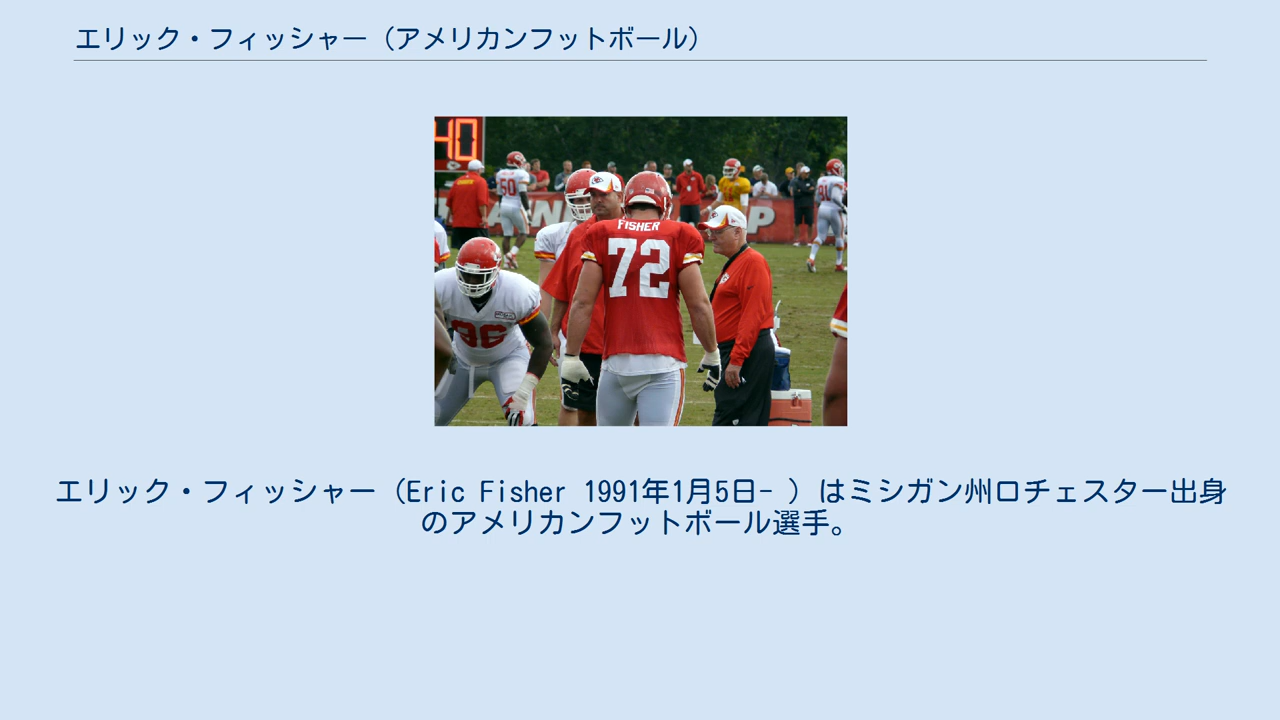 エリック・フィッシャー（アメリカンフットボール）
40
50
FISHER
72
96
P
エリック・フィッシャー（Eric Fisher 1991年1月5日- ）はミシガン州ロチェスター出身
のアメリカンフットボール選手。